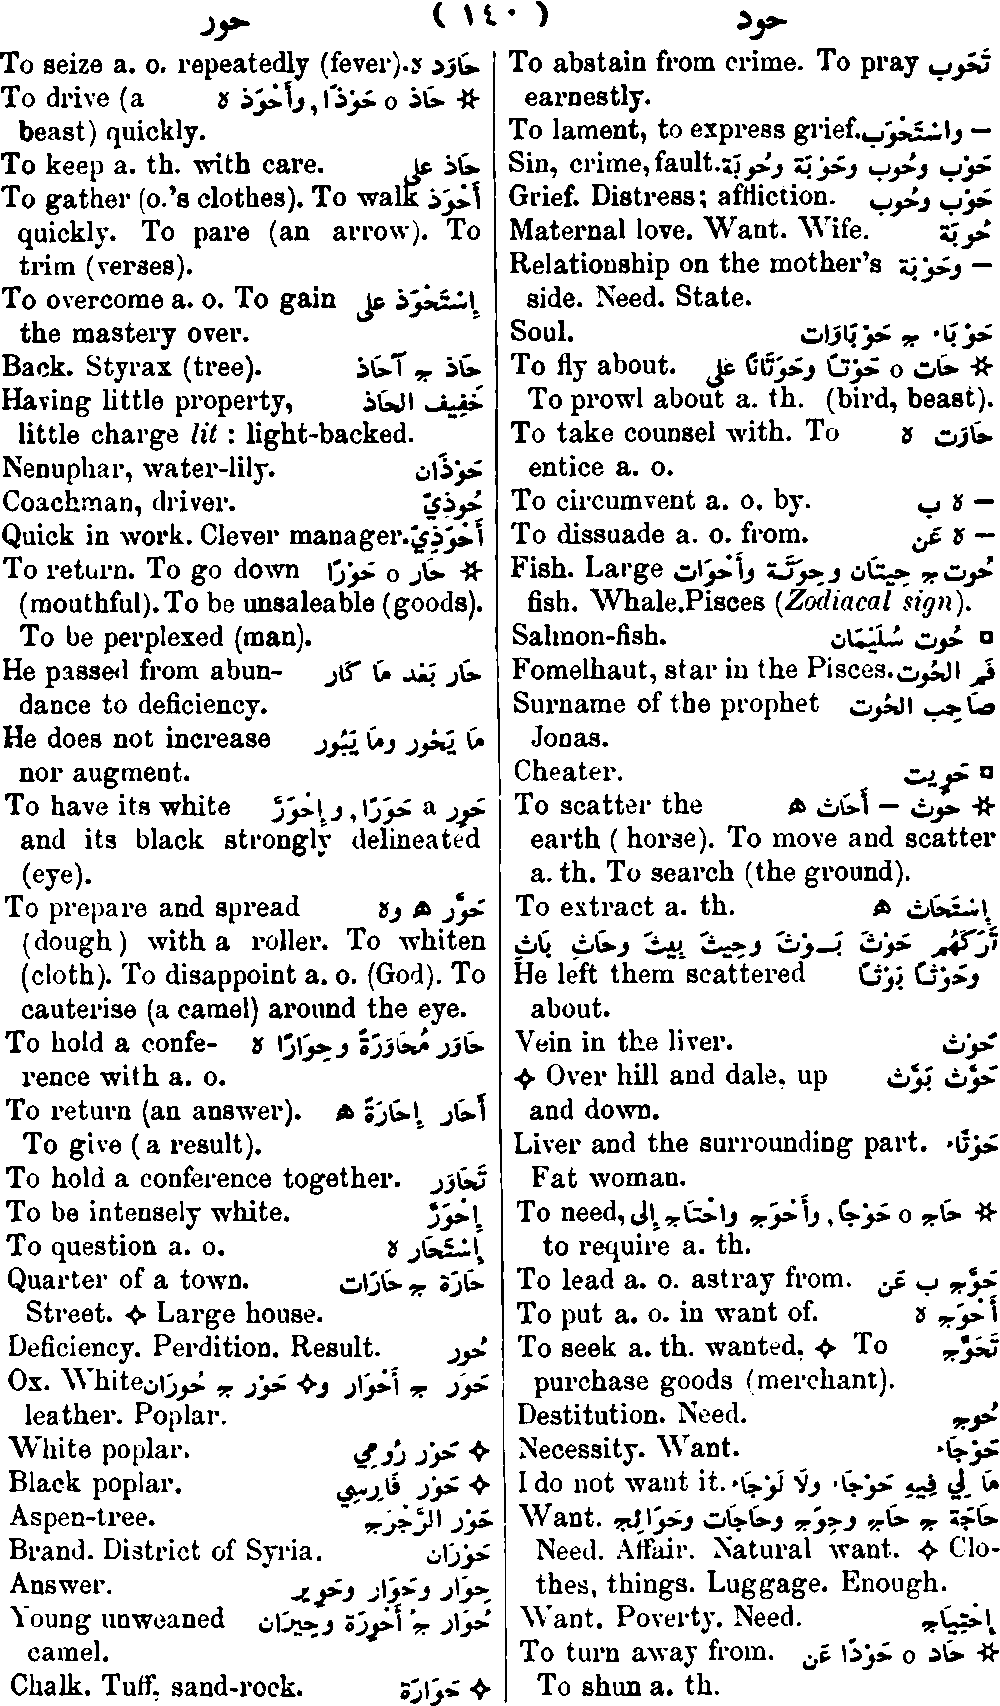 حود ( ١٤٠ ) حور
To abstain from crime. To pray تَحَوَّب
earnestly.
To lament, to express grief. — واسْتَحْوَب
Sin, crime, fault. حَوْب وحُوب وحَوْبَة وحُوبَة
Grief. Distress; affliction. حَوْب وحُوب
Maternal love. Want. Wife. حُوبَة
Relationship on the mother's — وحَوْبَة
side. Need. State.
Soul. حَوْبَاء ج حَوْبَاوَات
To fly about. ✲ حَات o حَوْتًا وحَوَتَانًا على
To prowl about a. th. (bird, beast).
To take counsel with. To حَاوَت ه
entice a. o.
To circumvent a. o. by. — ه ب
To dissuade a. o. from. — ه عَن
Fish. Large حُوت ج حِيتَان وحِوَتَة وأَحْوَات
fish. Whale. Pisces (Zodiacal sign).
Salmon-fish. ▫ حُوت سُلَيْمَان
Fomelhaut, star in the Pisces. فَم الحُوت
Surname of the prophet صَاحِب الحُوت
Jonas.
Cheater. ▫ حَوِيت
To scatter the ✲ حَوَث — أَحَاث ه
earth (horse). To move and scatter
a. th. To search (the ground).
To extract a. th. إِسْتَحَاث ه
تَرَكَهُم حَوْثَ بَوْثَ وحِيثَ بِيثَ وحَاثِ بَاثِ
He left them scattered وحَوْثًا بَوْثًا
about.
Vein in the liver. حَوْث
✧ Over hill and dale, up حَوَّث بَوَّث
and down.
Liver and the surrounding part. حَوْثَاء
Fat woman.
To need, ✲ حَاج o حَوْجًا, وأَحْوَج واحْتَاج إِلى
to require a. th.
To lead a. o. astray from. حَوَّج ب عَن
To put a. o. in want of. أَحْوَج ه
To seek a. th. wanted. ✧ To تَحَوَّج
purchase goods (merchant).
Destitution. Need. حُوج
Necessity. Want. حَوْجَاء
I do not want it. مَا لِي فِيهِ حَوْجَاء ولَا لَوْجَاء
Want. حَاجَة ج حَاج وحِوَج وحَاجَات وحَوَائِج
Need. Affair. Natural want. ✧ Clo-
thes, things. Luggage. Enough.
Want. Poverty. Need. إِحْتِيَاج
To turn away from. ✲ حَاد o حَوْدًا عَن
To shun a. th.
To seize a. o. repeatedly (fever). حَاوَد ه
To drive (a ✲ حَاذ o حَوْذًا, وأَحْوَذ ه
beast) quickly.
To keep a. th. with care. حَاذ على
To gather (o.'s clothes). To walk أَحْوَذ
quickly. To pare (an arrow). To
trim (verses).
To overcome a. o. To gain إِسْتَحْوَذ على
the mastery over.
Back. Styrax (tree). حَاذ ج آحَاذ
Having little property, خَفِيف الحَاذ
little charge lit : light-backed.
Nenuphar, water-lily. حَوْذَان
Coachman, driver. حُوذِيّ
Quick in work. Clever manager. أَحْوَذِيّ
To return. To go down ✲ حَار o حَوْرًا
(mouthful). To be unsaleable (goods).
To be perplexed (man).
He passed from abun- حَار بَعْد مَا كَار
dance to deficiency.
He does not increase مَا يَحُور ومَا يَبُور
nor augment.
To have its white حَوِر a حَوَرًا, وإِحْوَرَّ
and its black strongly delineated
(eye).
To prepare and spread حَوَّر ه وه
(dough) with a roller. To whiten
(cloth). To disappoint a. o. (God). To
cauterise (a camel) around the eye.
To hold a confe- حَاوَر مُحَاوَرَةً وحِوَارًا ه
rence with a. o.
To return (an answer). أَحَار إِحَارَةً ه
To give (a result).
To hold a conference together. تَحَاوَر
To be intensely white. إِحْوَرَّ
To question a. o. إِسْتَحَار ه
Quarter of a town. حَارَة ج حَارَات
Street. ✧ Large house.
Deficiency. Perdition. Result. حُور
Ox. White حَوَر ج أَحْوَار و✧ حَوْر ج حُورَان
leather. Poplar.
White poplar. ✧ حَوْر رُومِي
Black poplar. ✧ حَوْر فَارِسِي
Aspen-tree. حَوْر الرَّجْرَج
Brand. District of Syria. حَوْرَان
Answer. حِوَار وحَوَار وحَوِير
Young unweaned حُوَار ج أَحْوِرَة وحِيرَان
camel.
Chalk. Tuff, sand-rock. ✧ حَوَارَة